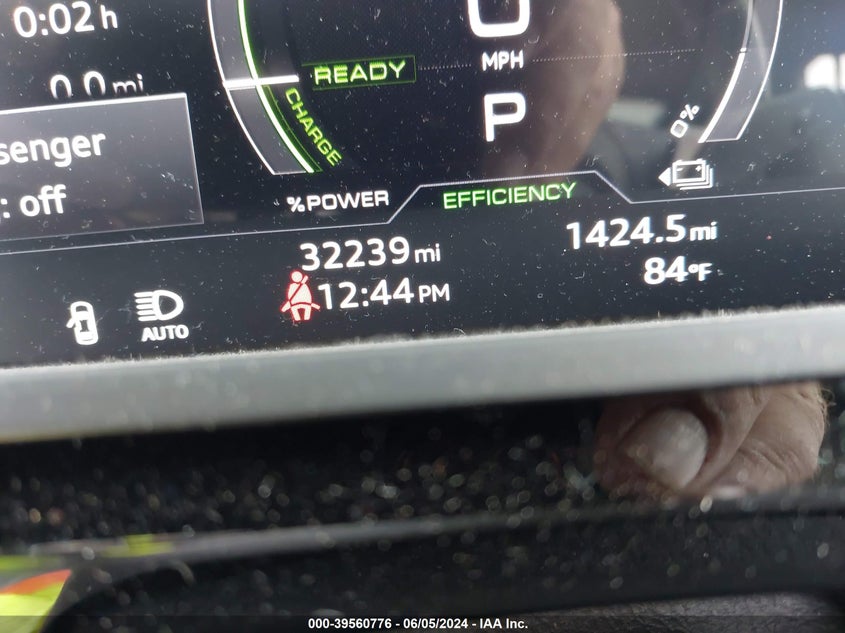 0:02 h
0
0.0 mi
MPH
READY
CHARGE
P
0%
senger
: off
%POWER
EFFICIENCY
32239 mi
1424.5 mi
12:44 PM
84°F
AUTO
000-39560776 - 06/05/2024 - IAA Inc.